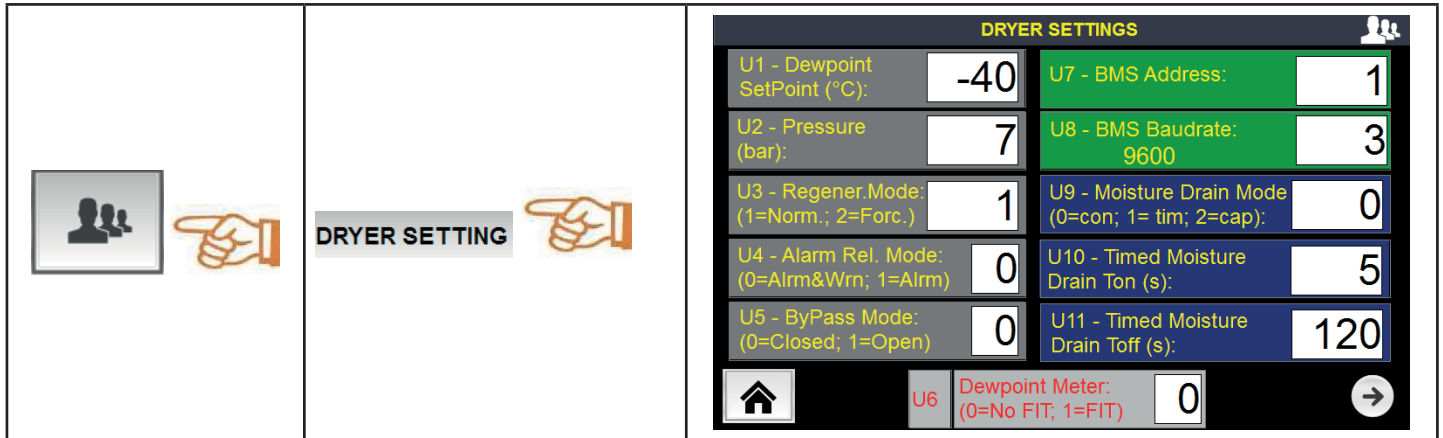 DRYER SETTING
DRYER SETTINGS
U1 - Dewpoint
SetPoint (°C):
-40
U2 - Pressure
(bar):
7
U3 - Regener.Mode:
(1=Norm.; 2=Forc.)
1
U4 - Alarm Rel. Mode:
(0=Alrm&Wrn; 1=Alrm)
0
U5 - ByPass Mode:
(0=Closed; 1=Open)
0
U7 - BMS Address:
1
U8 - BMS Baudrate:
9600
3
U9 - Moisture Drain Mode
(0=con; 1= tim; 2=cap):
0
U10 - Timed Moisture
Drain Ton (s):
5
U11 - Timed Moisture
Drain Toff (s):
120
U6
Dewpoint Meter:
(0=No FIT; 1=FIT)
0